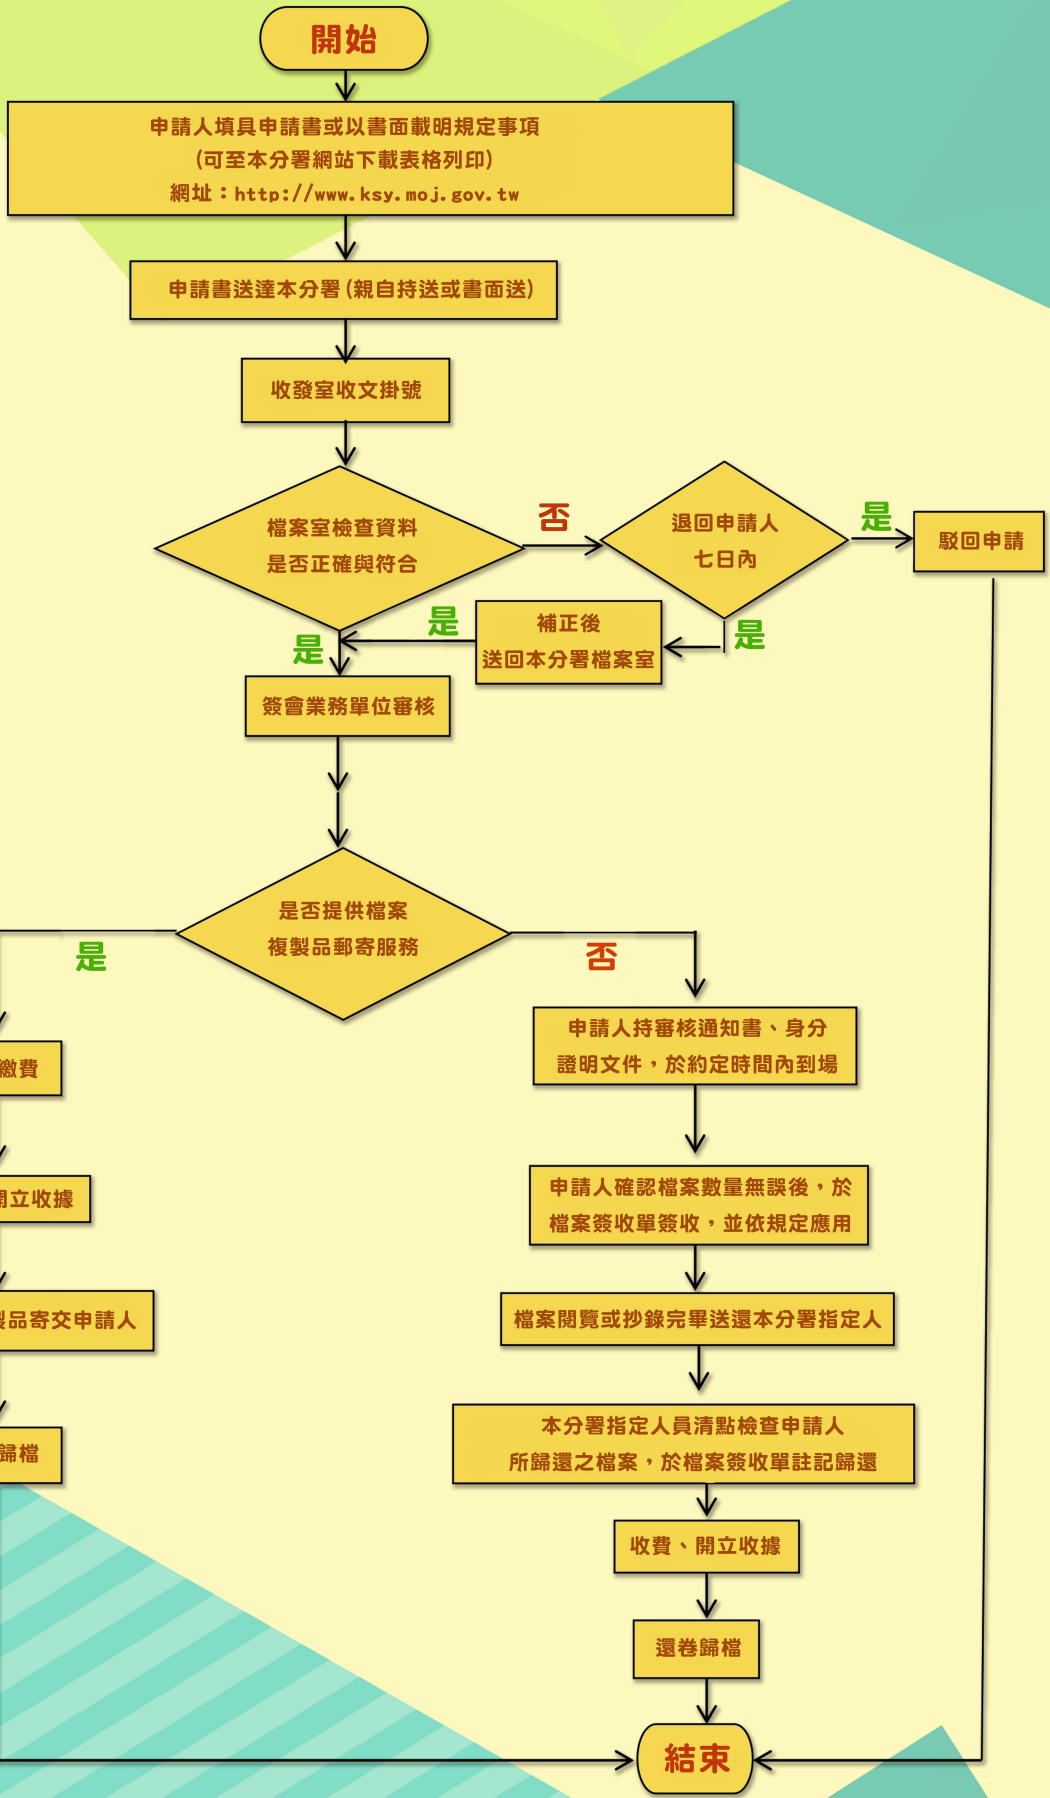 開始
申請人填具申請書或以書面載明規定事項
(可至本分署網站下載表格列印)
網址：http://www.ksy.moj.gov.tw
申請書送達本分署(親自持送或書面送)
收發室收文掛號
檔案室檢查資料
是否正確與符合
否
退回申請人
七日內
是
駁回申請
是
補正後
送回本分署檔案室
是
是
簽會業務單位審核
是否提供檔案
複製品郵寄服務
是
否
繳費
立收據
品寄交申請人
歸檔
申請人持審核通知書、身分
證明文件，於約定時間內到場
申請人確認檔案數量無誤後，於
檔案簽收單簽收，並依規定應用
檔案閱覽或抄錄完畢送還本分署指定人
本分署指定人員清點檢查申請人
所歸還之檔案，於檔案簽收單註記歸還
收費、開立收據
還卷歸檔
結束